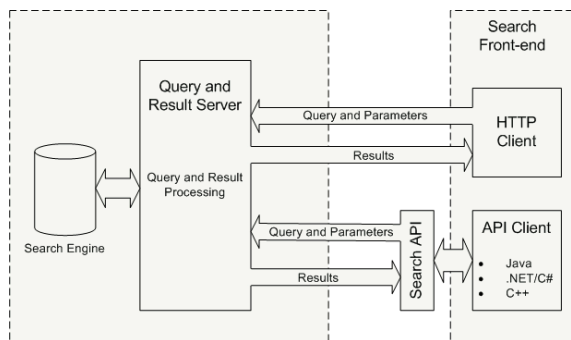 Search
Front-end
Query and
Result Server
Query and Parameters
HTTP
Client
Results
Query and Result
Processing
Search Engine
Query and Parameters
Search API
API Client
• Java
• .NET/C#
• C++
Results